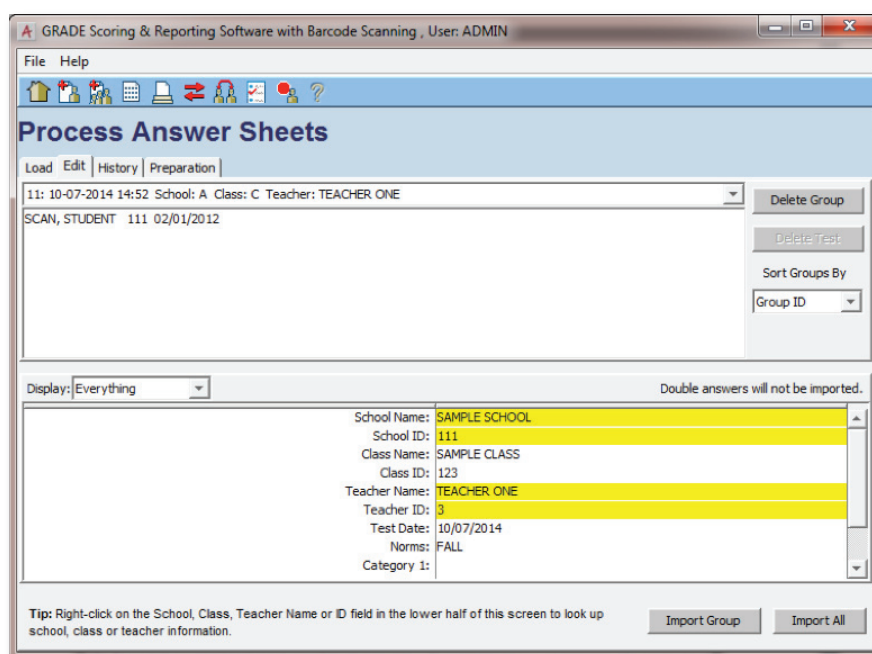 GRADE Scoring & Reporting Software with Barcode Scanning , User: ADMIN
File Help
Process Answer Sheets
Load Edit History Preparation
11: 10-07-2014 14:52 School: A Class: C Teacher: TEACHER ONE
Delete Group
SCAN, STUDENT 111 02/01/2012
Delete Test
Sort Groups By
Group ID
Display: Everything
Double answers will not be imported.
School Name: SAMPLE SCHOOL
School ID: 111
Class Name: SAMPLE CLASS
Class ID: 123
Teacher Name: TEACHER ONE
Teacher ID: 3
Test Date: 10/07/2014
Norms: FALL
Category 1:
Tip: Right-click on the School, Class, Teacher Name or ID field in the lower half of this screen to look up
school, class or teacher information.
Import Group
Import All